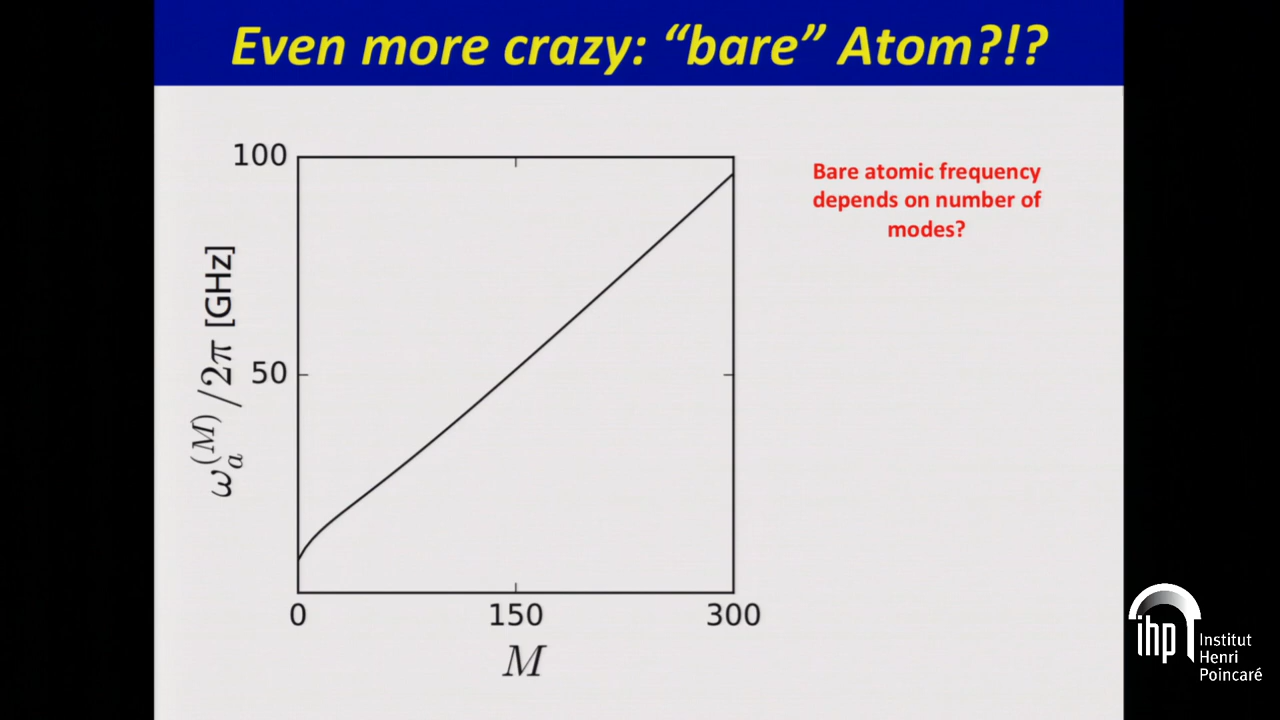 Even more crazy: “bare” Atom?!?
100
50
0
150
300
ω_a^(M)/2π [GHz]
M
Bare atomic frequency
depends on number of
modes?
ihp
Institut
Henri
Poincaré